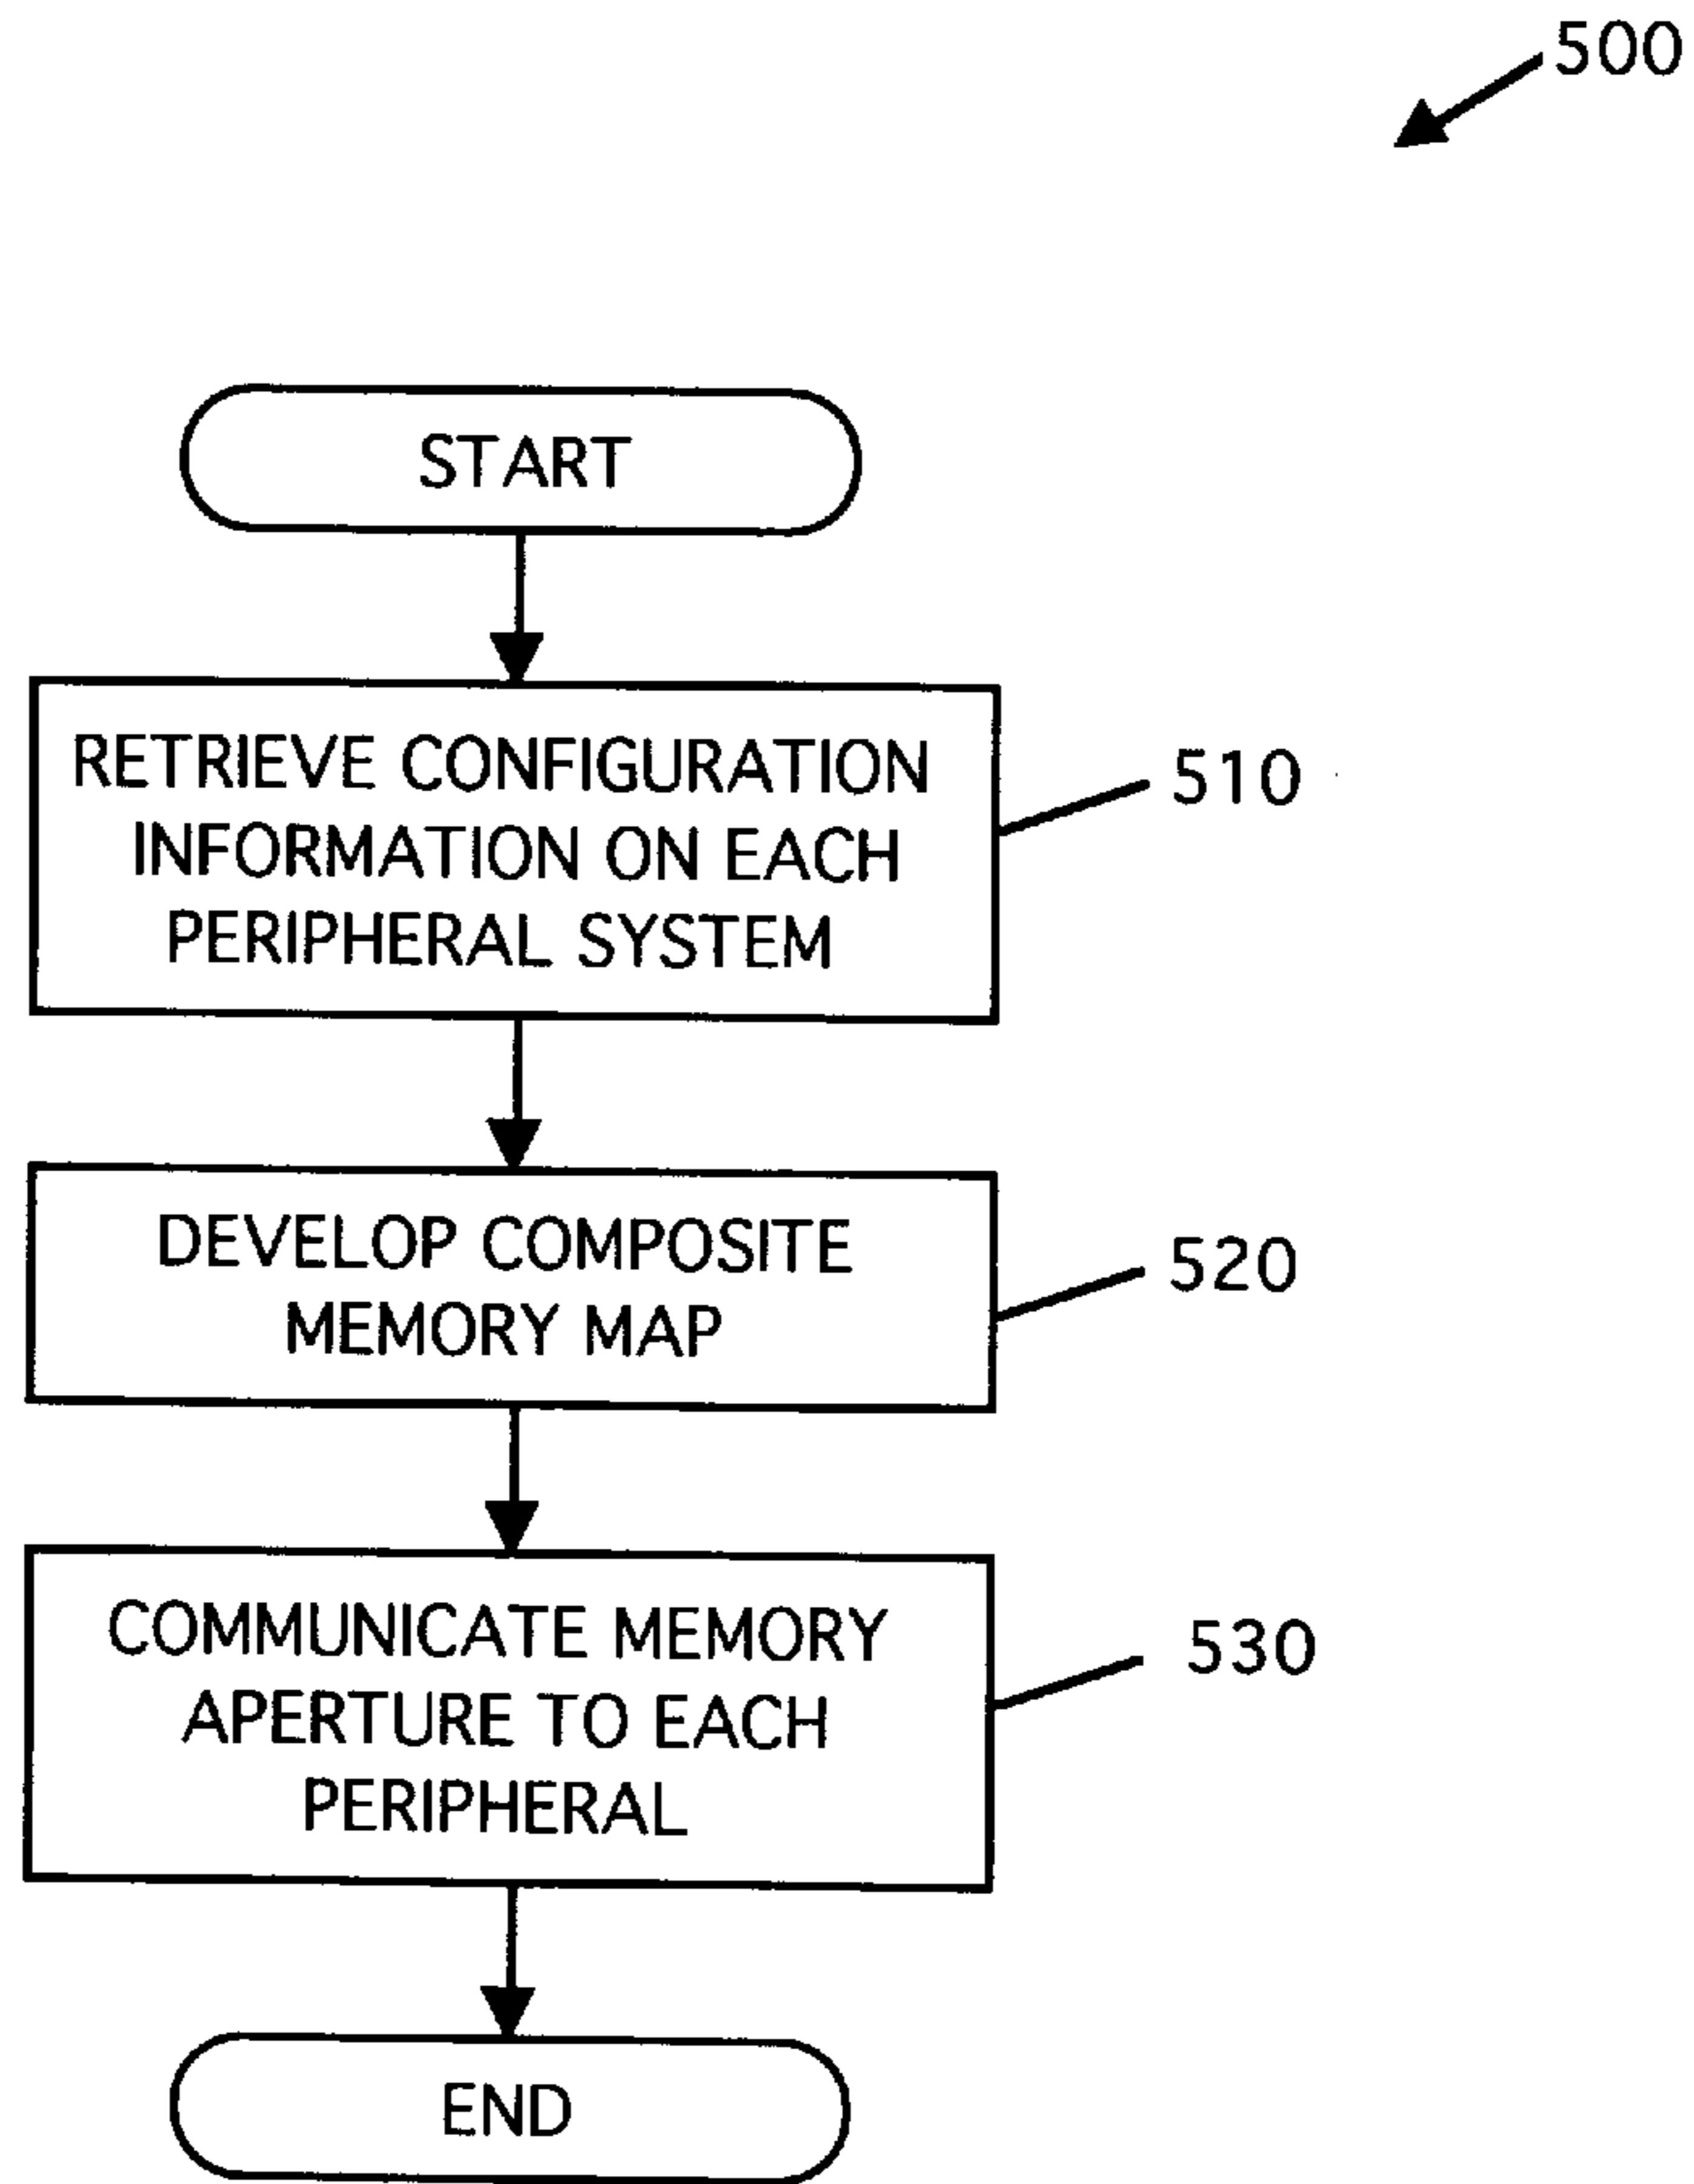 500
START
RETRIEVE CONFIGURATION
INFORMATION ON EACH
PERIPHERAL SYSTEM
510
DEVELOP COMPOSITE
MEMORY MAP
520
COMMUNICATE MEMORY
APERTURE TO EACH
PERIPHERAL
530
END